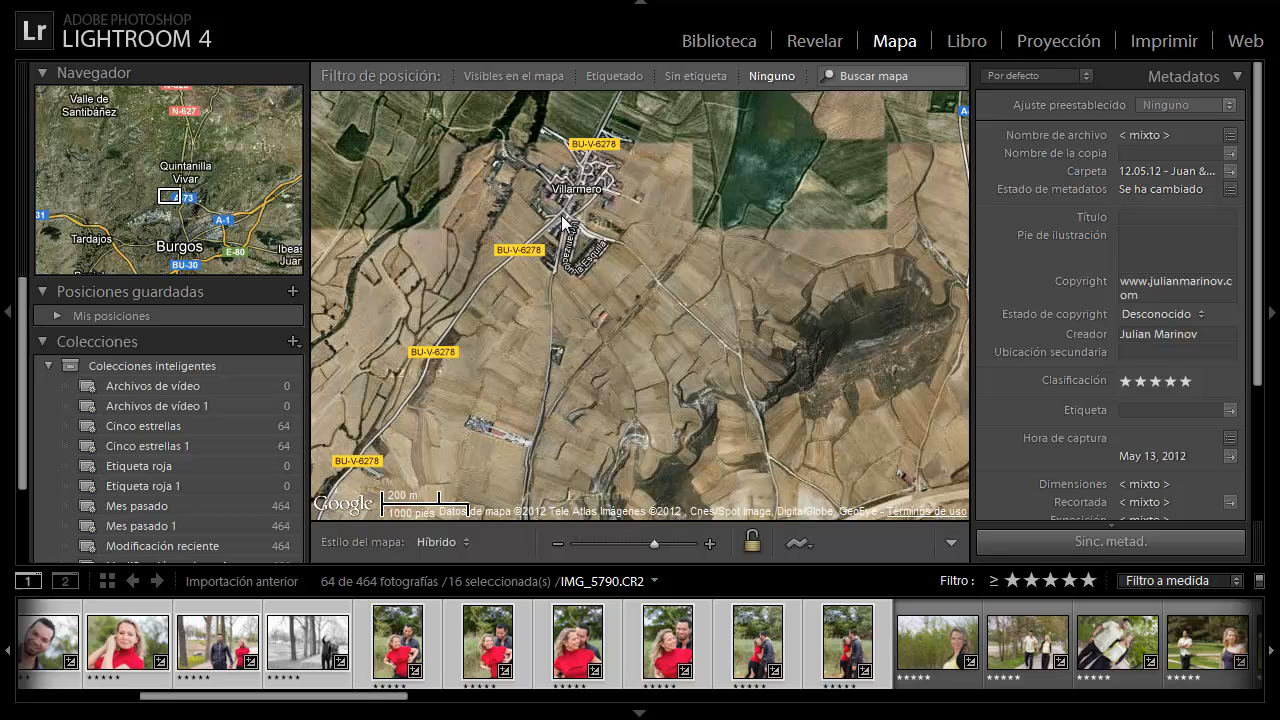 Lr
ADOBE PHOTOSHOP
LIGHTROOM 4
Biblioteca | Revelar | Mapa | Libro | Proyección | Imprimir | Web
Navegador
Valle de
Santibáñez
N-627
Quintanilla
Vivar
A-73
31
A-1
Tardajos
Burgos
E-80
Ibeas
Juar
BU-30
Posiciones guardadas
Mis posiciones
Colecciones
Colecciones inteligentes
Archivos de vídeo 0
Archivos de vídeo 1 0
Cinco estrellas 64
Cinco estrellas 1 64
Etiqueta roja 0
Etiqueta roja 1 0
Mes pasado 464
Mes pasado 1 464
Modificación reciente 464
Filtro de posición: Visibles en el mapa Etiquetado Sin etiqueta Ninguno Buscar mapa
BU-V-6278
Villarmero
BU-V-6278
BU-V-6278
BU-V-6278
Google
200 m
1000 pies
Datos de mapa ©2012 Tele Atlas Imágenes ©2012 , Cnes/Spot Image, DigitalGlobe, GeoEye - Términos de uso
Estilo del mapa: Híbrido
Por defecto Metadatos
Ajuste preestablecido Ninguno
Nombre de archivo < mixto >
Nombre de la copia
Carpeta 12.05.12 - Juan &...
Estado de metadatos Se ha cambiado
Título
Pie de ilustración
Copyright www.julianmarinov.c
om
Estado de copyright Desconocido
Creador Julian Marinov
Ubicación secundaria
Clasificación ★★★★★
Etiqueta
Hora de captura
May 13, 2012
Dimensiones < mixto >
Recortada < mixto >
Exposición < mixto >
Sinc. metad.
1 2 Importación anterior 64 de 464 fotografías /16 seleccionada(s) /IMG_5790.CR2 Filtro : ≥ ★★★★★ Filtro a medida